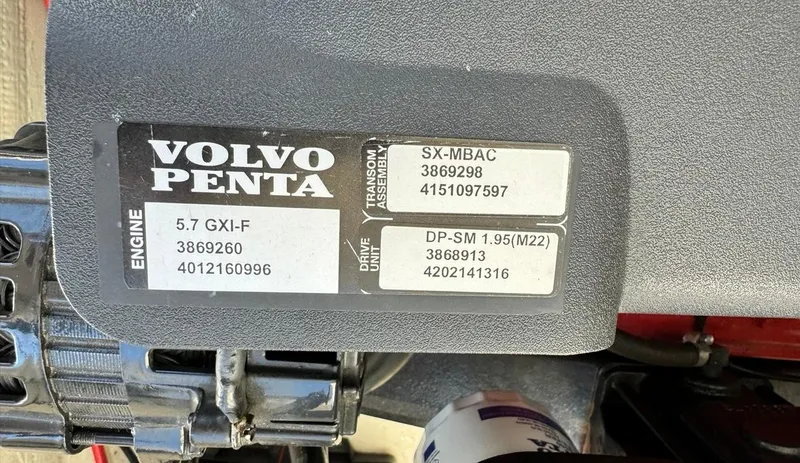 VOLVO
PENTA
ENGINE
5.7 GXI-F
3869260
4012160996
TRANSOM
ASSEMBLY
SX-MBAC
3869298
4151097597
DRIVE
UNIT
DP-SM 1.95(M22)
3868913
4202141316